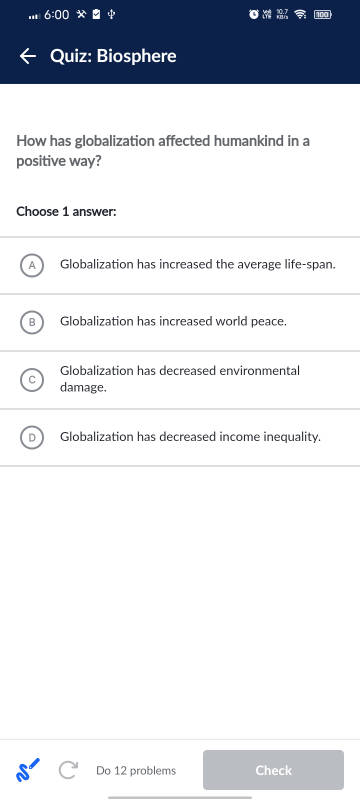 6:00
Vo) LTE 10.7 KB/s 100
Quiz: Biosphere
How has globalization affected humankind in a
positive way?
Choose 1 answer:
A Globalization has increased the average life-span.
B Globalization has increased world peace.
C Globalization has decreased environmental
damage.
D Globalization has decreased income inequality.
Do 12 problems
Check